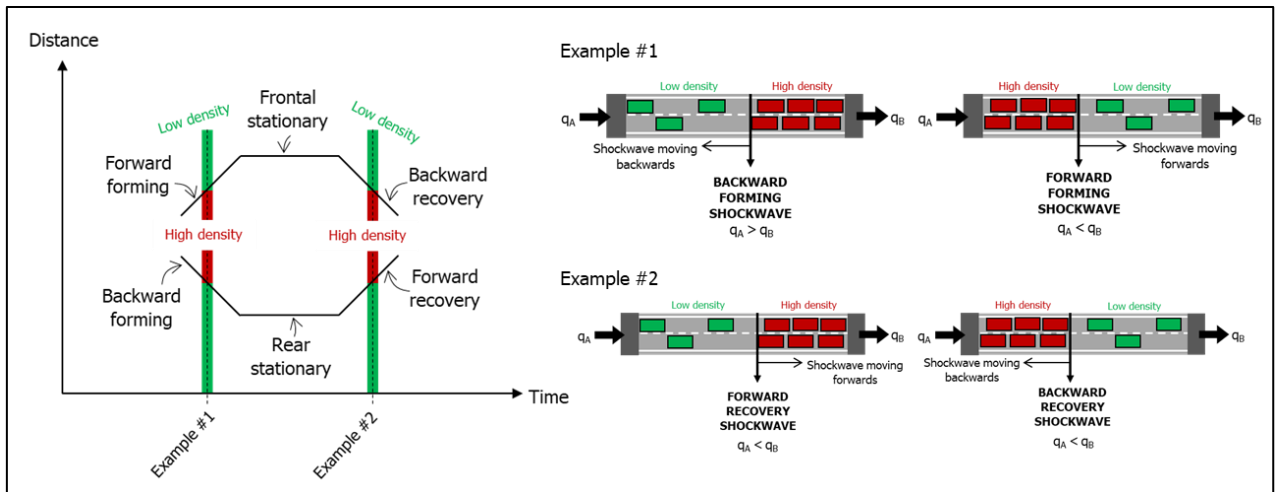 Distance
Low density
Frontal
stationary
Low density
Forward
forming
Backward
recovery
High density
High density
Backward
forming
Forward
recovery
Rear
stationary
Time
Example #1
Example #2
Example #1
Low density
High density
qA
qB
Shockwave moving
backwards
BACKWARD
FORMING
SHOCKWAVE
qA > qB
High density
Low density
qA
qB
Shockwave moving
forwards
FORWARD
FORMING
SHOCKWAVE
qA < qB
Example #2
Low density
High density
qA
qB
Shockwave moving
forwards
FORWARD
RECOVERY
SHOCKWAVE
qA < qB
High density
Low density
qA
qB
Shockwave moving
backwards
BACKWARD
RECOVERY
SHOCKWAVE
qA < qB